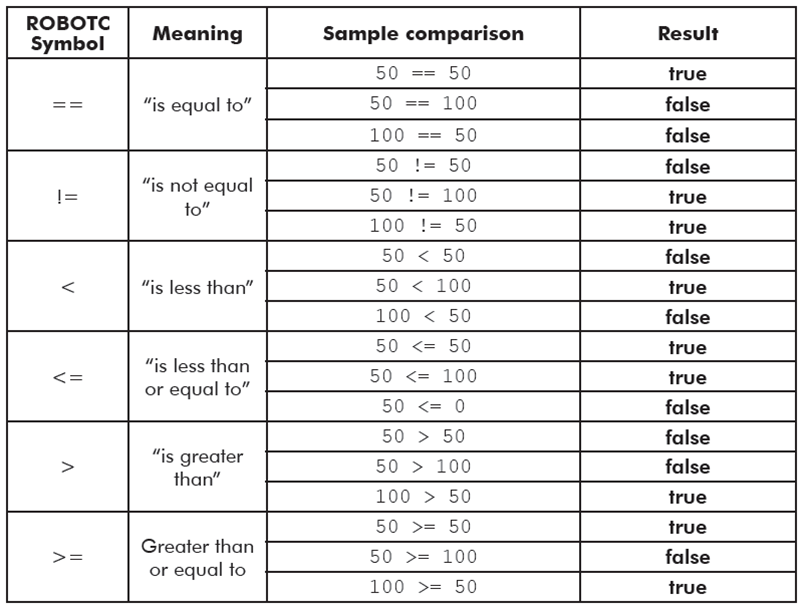 ROBOTC Symbol Meaning Sample comparison Result
50 == 50 true
== “is equal to” 50 == 100 false
100 == 50 false
50 != 50 false
!= “is not equal to” 50 != 100 true
100 != 50 true
50 < 50 false
< “is less than” 50 < 100 true
100 < 50 false
50 <= 50 true
<= “is less than or equal to” 50 <= 100 true
50 <= 0 false
50 > 50 false
> “is greater than” 50 > 100 false
100 > 50 true
50 >= 50 true
>= Greater than or equal to 50 >= 100 false
100 >= 50 true